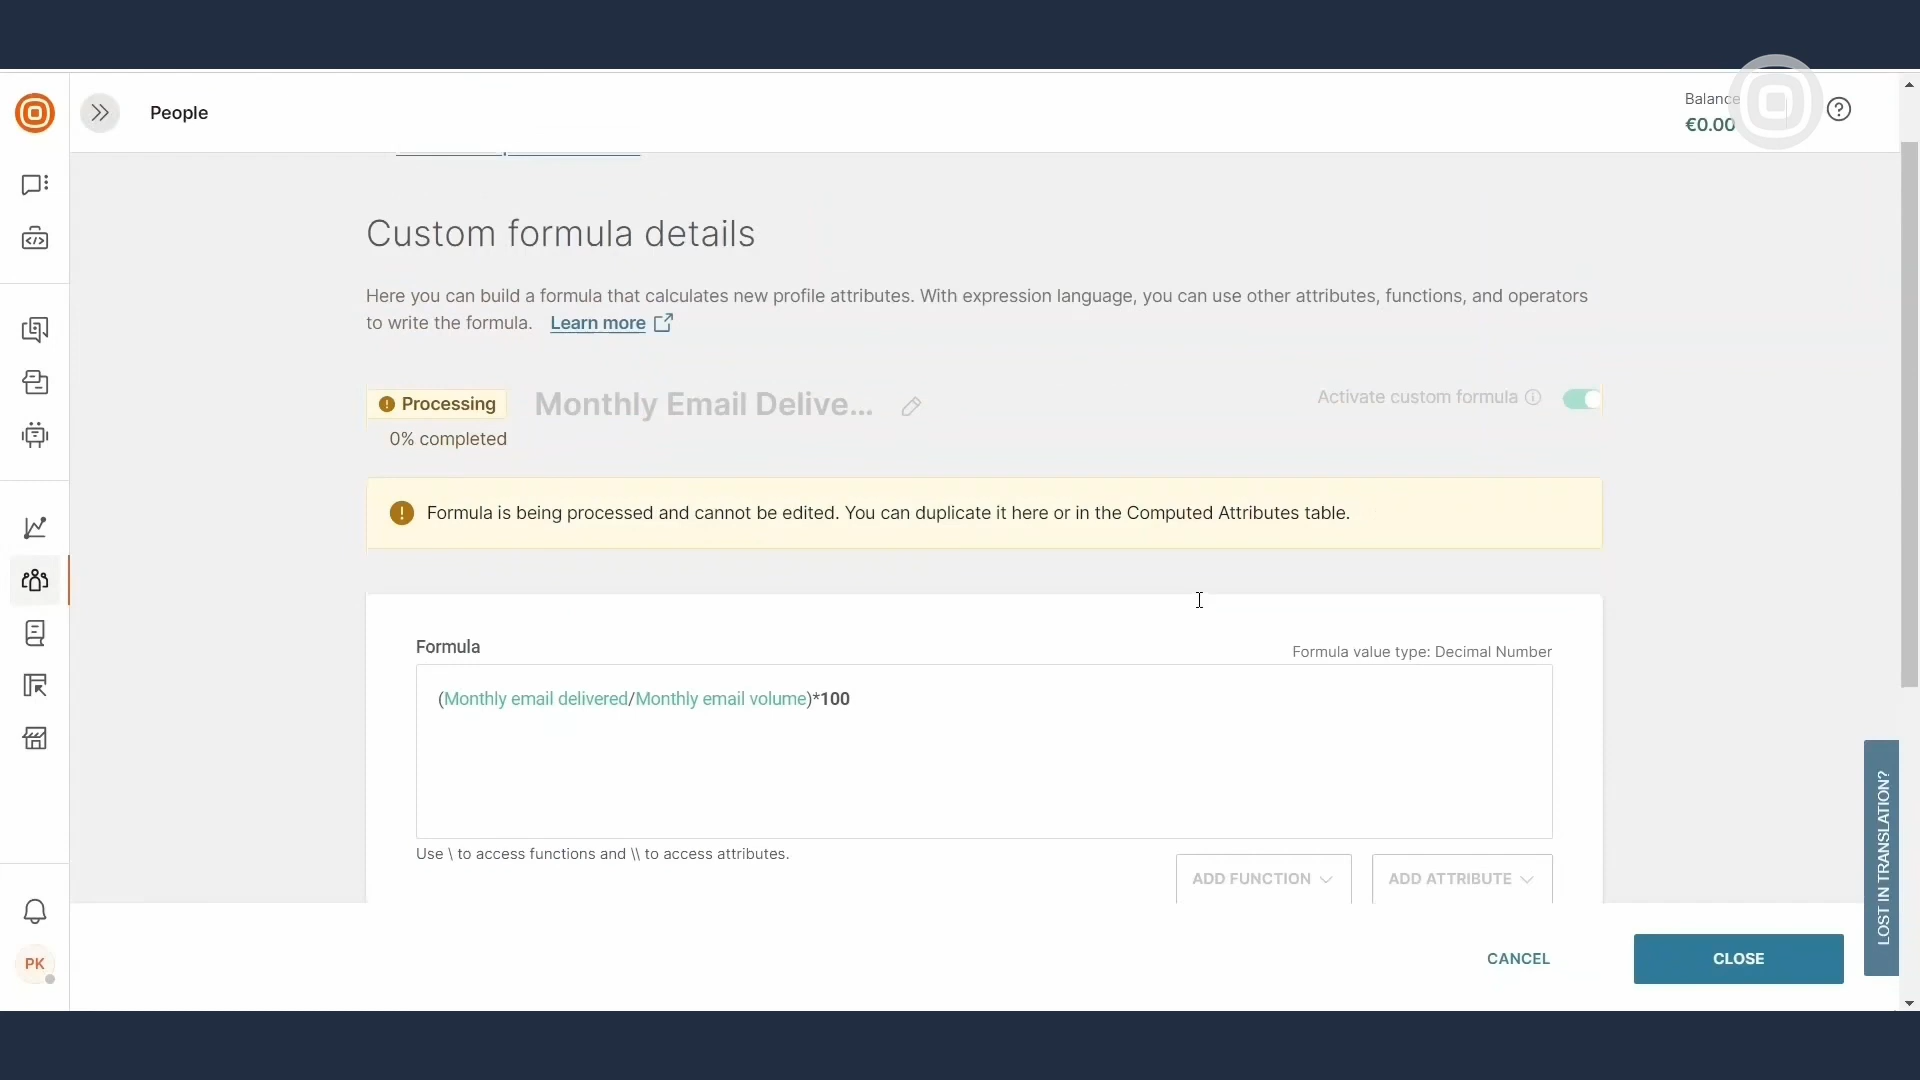 People
Balance
€0.00
Custom formula details
Here you can build a formula that calculates new profile attributes. With expression language, you can use other attributes, functions, and operators
to write the formula. Learn more
Processing
Monthly Email Delive...
Activate custom formula
0% completed
Formula is being processed and cannot be edited. You can duplicate it here or in the Computed Attributes table.
Formula
Formula value type: Decimal Number
(Monthly email delivered/Monthly email volume)*100
Use \ to access functions and \\ to access attributes.
ADD FUNCTION
ADD ATTRIBUTE
LOST IN TRANSLATION?
CANCEL
CLOSE
PK